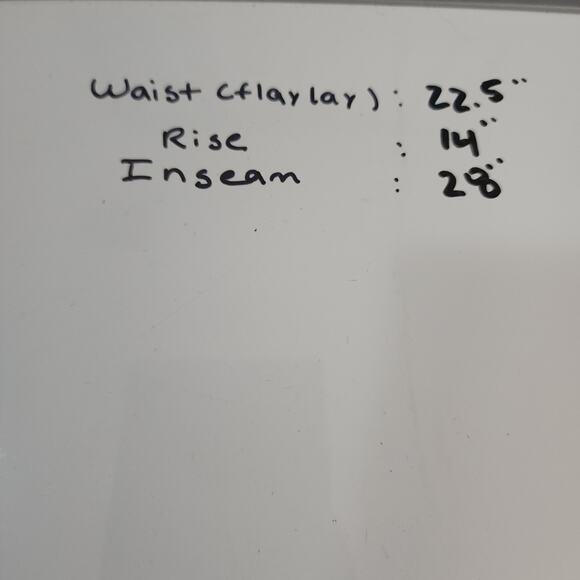 Waist (flaylay): 22.5"
Rise : 14"
Inseam : 28"